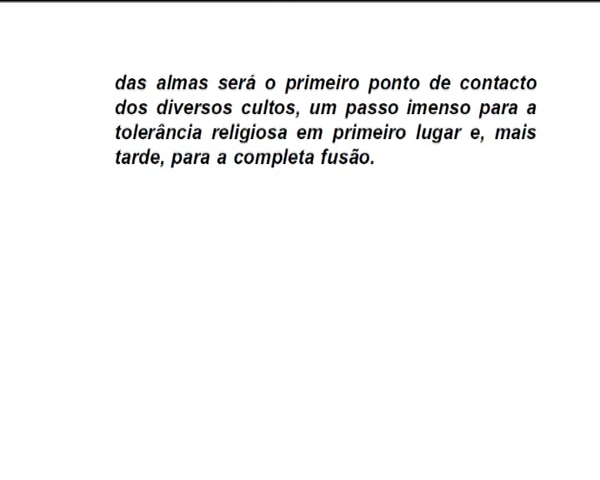 das almas será o primeiro ponto de contacto
dos diversos cultos, um passo imenso para a
tolerância religiosa em primeiro lugar e, mais
tarde, para a completa fusão.